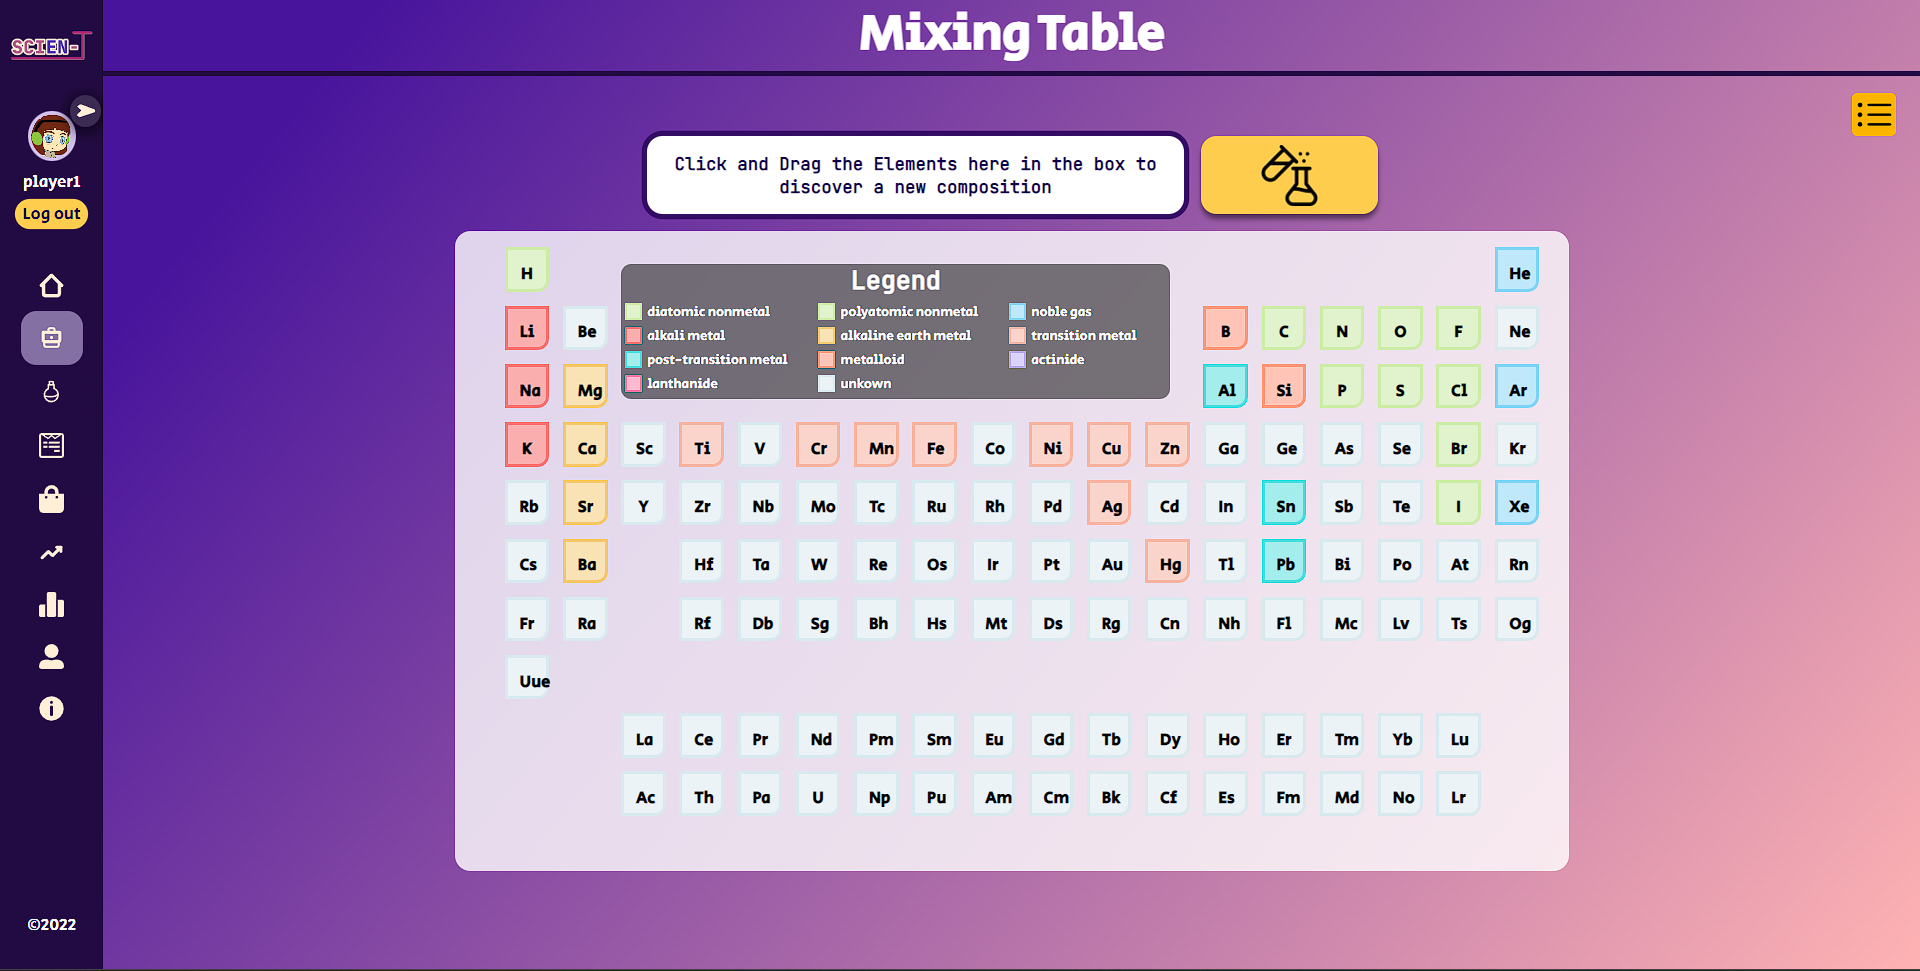 Mixing Table
SCIEN-T
player1
Log out
©2022
Click and Drag the Elements here in the box to
discover a new composition
Legend
diatomic nonmetal polyatomic nonmetal noble gas
alkali metal alkaline earth metal transition metal
post-transition metal metalloid actinide
lanthanide unkown
H He
Li Be B C N O F Ne
Na Mg Al Si P S Cl Ar
K Ca Sc Ti V Cr Mn Fe Co Ni Cu Zn Ga Ge As Se Br Kr
Rb Sr Y Zr Nb Mo Tc Ru Rh Pd Ag Cd In Sn Sb Te I Xe
Cs Ba Hf Ta W Re Os Ir Pt Au Hg Tl Pb Bi Po At Rn
Fr Ra Rf Db Sg Bh Hs Mt Ds Rg Cn Nh Fl Mc Lv Ts Og
Uue
La Ce Pr Nd Pm Sm Eu Gd Tb Dy Ho Er Tm Yb Lu
Ac Th Pa U Np Pu Am Cm Bk Cf Es Fm Md No Lr